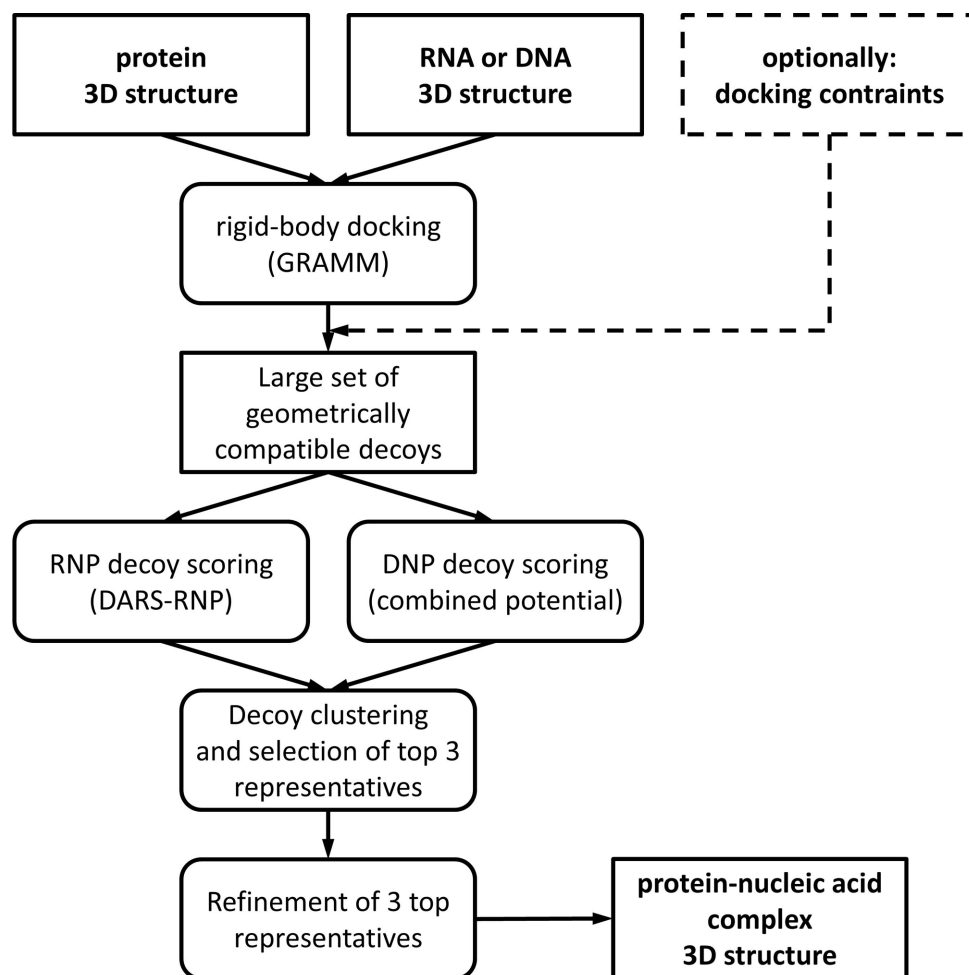 protein
3D structure
RNA or DNA
3D structure
optionally:
docking contraints
rigid-body docking
(GRAMM)
Large set of
geometrically
compatible decoys
RNP decoy scoring
(DARS-RNP)
DNP decoy scoring
(combined potential)
Decoy clustering
and selection of top 3
representatives
Refinement of 3 top
representatives
protein-nucleic acid
complex
3D structure